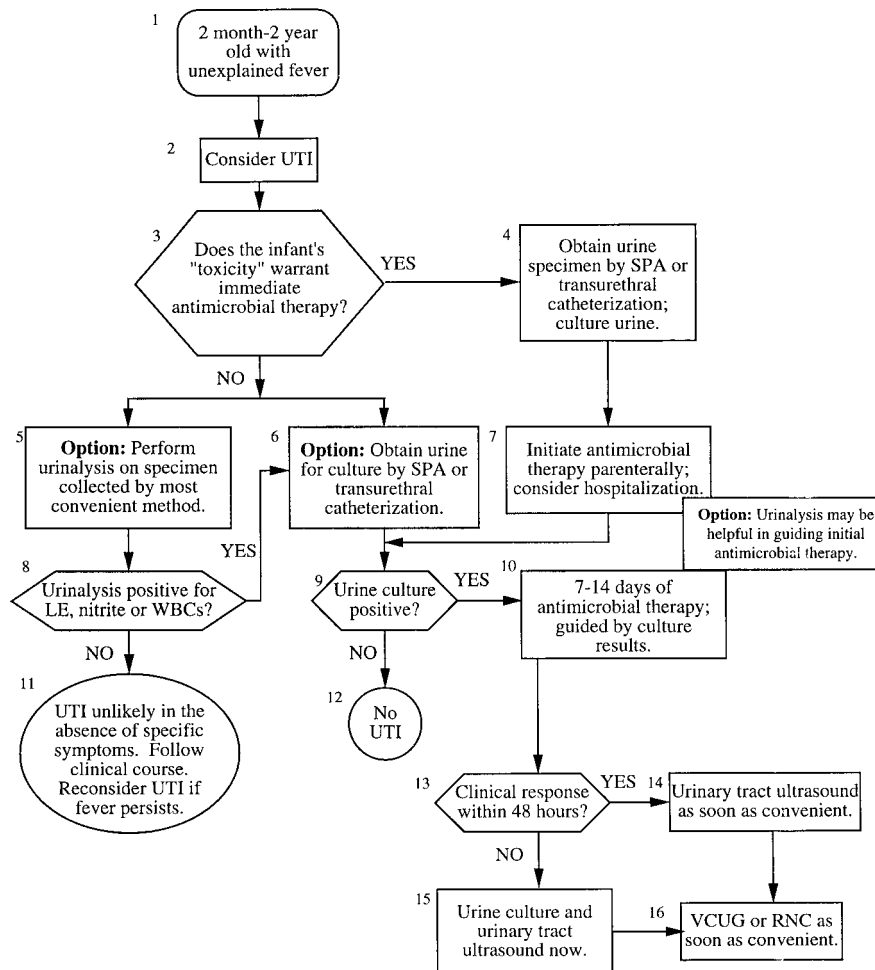 1
2 month-2 year
old with
unexplained fever
2
Consider UTI
3
Does the infant's
"toxicity" warrant
immediate
antimicrobial therapy?
YES
4
Obtain urine
specimen by SPA or
transurethral
catheterization;
culture urine.
NO
5
Option: Perform
urinalysis on specimen
collected by most
convenient method.
6
Option: Obtain urine
for culture by SPA or
transurethral
catheterization.
7
Initiate antimicrobial
therapy parenterally;
consider hospitalization.
Option: Urinalysis may be
helpful in guiding initial
antimicrobial therapy.
8
Urinalysis positive for
LE, nitrite or WBCs?
YES
9
Urine culture
positive?
YES
10
7-14 days of
antimicrobial therapy;
guided by culture
results.
NO
11
UTI unlikely in the
absence of specific
symptoms. Follow
clinical course.
Reconsider UTI if
fever persists.
NO
12
No
UTI
13
Clinical response
within 48 hours?
YES
14
Urinary tract ultrasound
as soon as convenient.
NO
15
Urine culture and
urinary tract
ultrasound now.
16
VCUG or RNC as
soon as convenient.